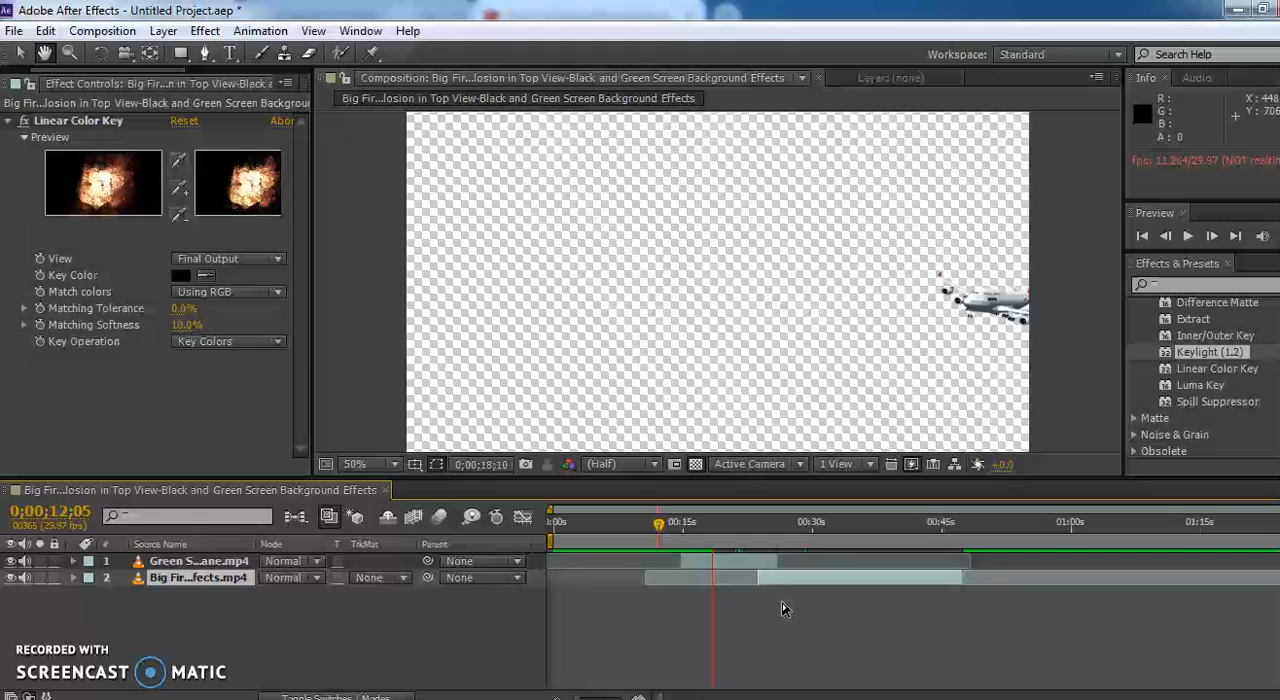 Ae Adobe After Effects - Untitled Project.aep *
File Edit Composition Layer Effect Animation View Window Help
T Workspace: Standard Search Help
Effect Controls: Big Fir...n in Top View-Black a
Composition: Big Fir...losion in Top View-Black and Green Screen Background Effects Layer: (none) Info Audio
Big Fir...losion in Top View-Black and Green Screen Backgroun
Big Fir...losion in Top View-Black and Green Screen Background Effects
fx Linear Color Key Reset Abor
Preview
R: X: 448
G: Y: 706
B:
A: 0
fps: 11.264/29.97 (NOT realtim
Preview
Effects & Presets
View Final Output
Key Color
Match colors Using RGB
Matching Tolerance 0.0%
Matching Softness 10.0%
Key Operation Key Colors
Difference Matte
Extract
Inner/Outer Key
Keylight (1.2)
Linear Color Key
Luma Key
Spill Suppressor
Matte
Noise & Grain
Obsolete
50% 0;00;18;10 (Half) Active Camera 1 View +0.0
Big Fir...losion in Top View-Black and Green Screen Background Effects
0;00;12;05
00365 (29.97 fps)
:00s 00:15s 00:30s 00:45s 01:00s 01:15s
# Source Name Mode T TrkMat Parent
1 Green S...ane.mp4 Normal None
2 Big Fir...fects.mp4 Normal None None
RECORDED WITH
SCREENCAST MATIC
Toggle Switches / Modes